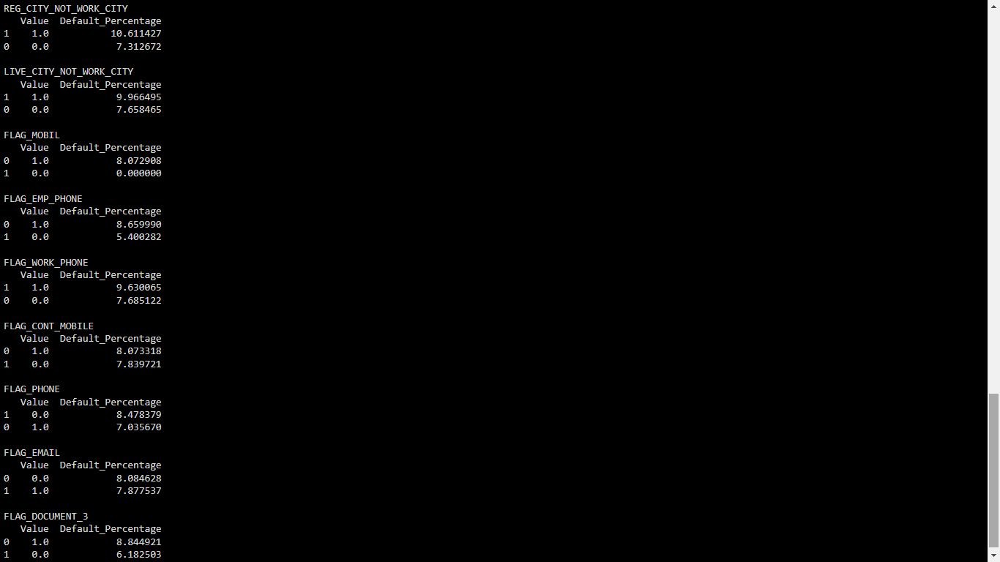 REG_CITY_NOT_WORK_CITY
   Value  Default_Percentage
1    1.0           10.611427
0    0.0            7.312672

LIVE_CITY_NOT_WORK_CITY
   Value  Default_Percentage
1    1.0            9.966495
0    0.0            7.658465

FLAG_MOBIL
   Value  Default_Percentage
0    1.0            8.072908
1    0.0            0.000000

FLAG_EMP_PHONE
   Value  Default_Percentage
0    1.0            8.659990
1    0.0            5.400282

FLAG_WORK_PHONE
   Value  Default_Percentage
1    1.0            9.630065
0    0.0            7.685122

FLAG_CONT_MOBILE
   Value  Default_Percentage
0    1.0            8.073318
1    0.0            7.839721

FLAG_PHONE
   Value  Default_Percentage
1    0.0            8.478379
0    1.0            7.035670

FLAG_EMAIL
   Value  Default_Percentage
0    0.0            8.084628
1    1.0            7.877537

FLAG_DOCUMENT_3
   Value  Default_Percentage
0    1.0            8.844921
1    0.0            6.182503